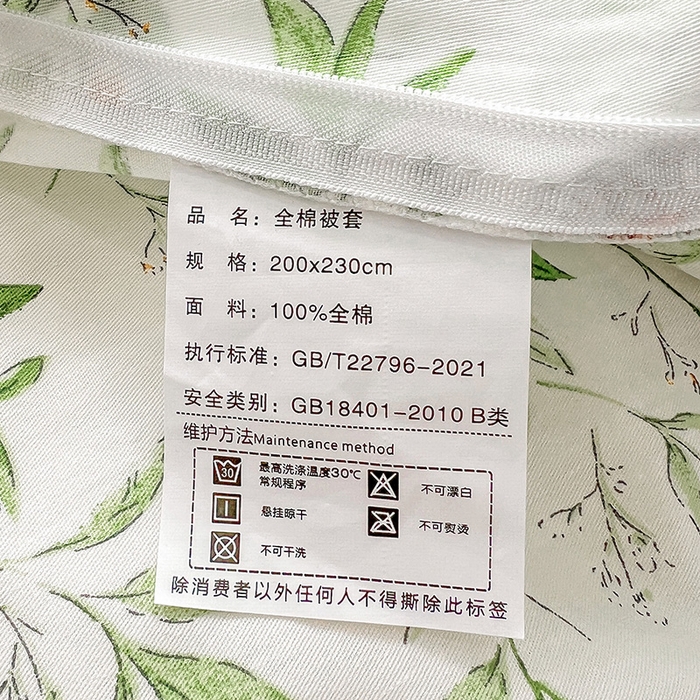 品 名：全棉被套
规 格：200x230cm
面 料：100%全棉
执行标准：GB/T22796-2021
安全类别：GB18401-2010 B类
维护方法Maintenance method
30 最高洗涤温度30℃
常规程序
不可漂白
悬挂晾干
不可熨烫
不可干洗
除消费者以外任何人不得撕除此标签